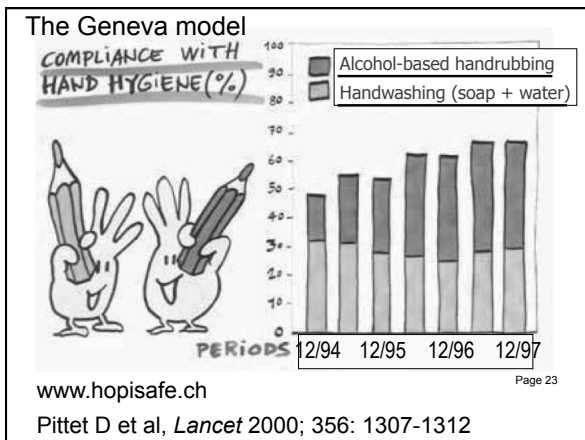 The Geneva model
COMPLIANCE WITH
HAND HYGIENE (%)
100
90
80
70
60
50
40
30
20
10
0
Alcohol-based handrubbing
Handwashing (soap + water)
PERIODS 12/94 12/95 12/96 12/97
www.hopisafe.ch
Page 23
Pittet D et al, Lancet 2000; 356: 1307-1312